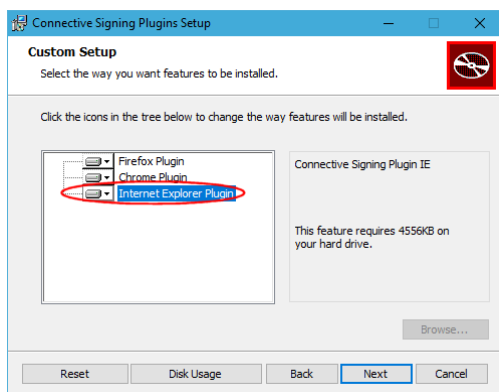 Connective Signing Plugins Setup
Custom Setup
Select the way you want features to be installed.
Click the icons in the tree below to change the way features will be installed.
Firefox Plugin
Chrome Plugin
Internet Explorer Plugin
Connective Signing Plugin IE
This feature requires 4556KB on
your hard drive.
Browse...
Reset
Disk Usage
Back
Next
Cancel